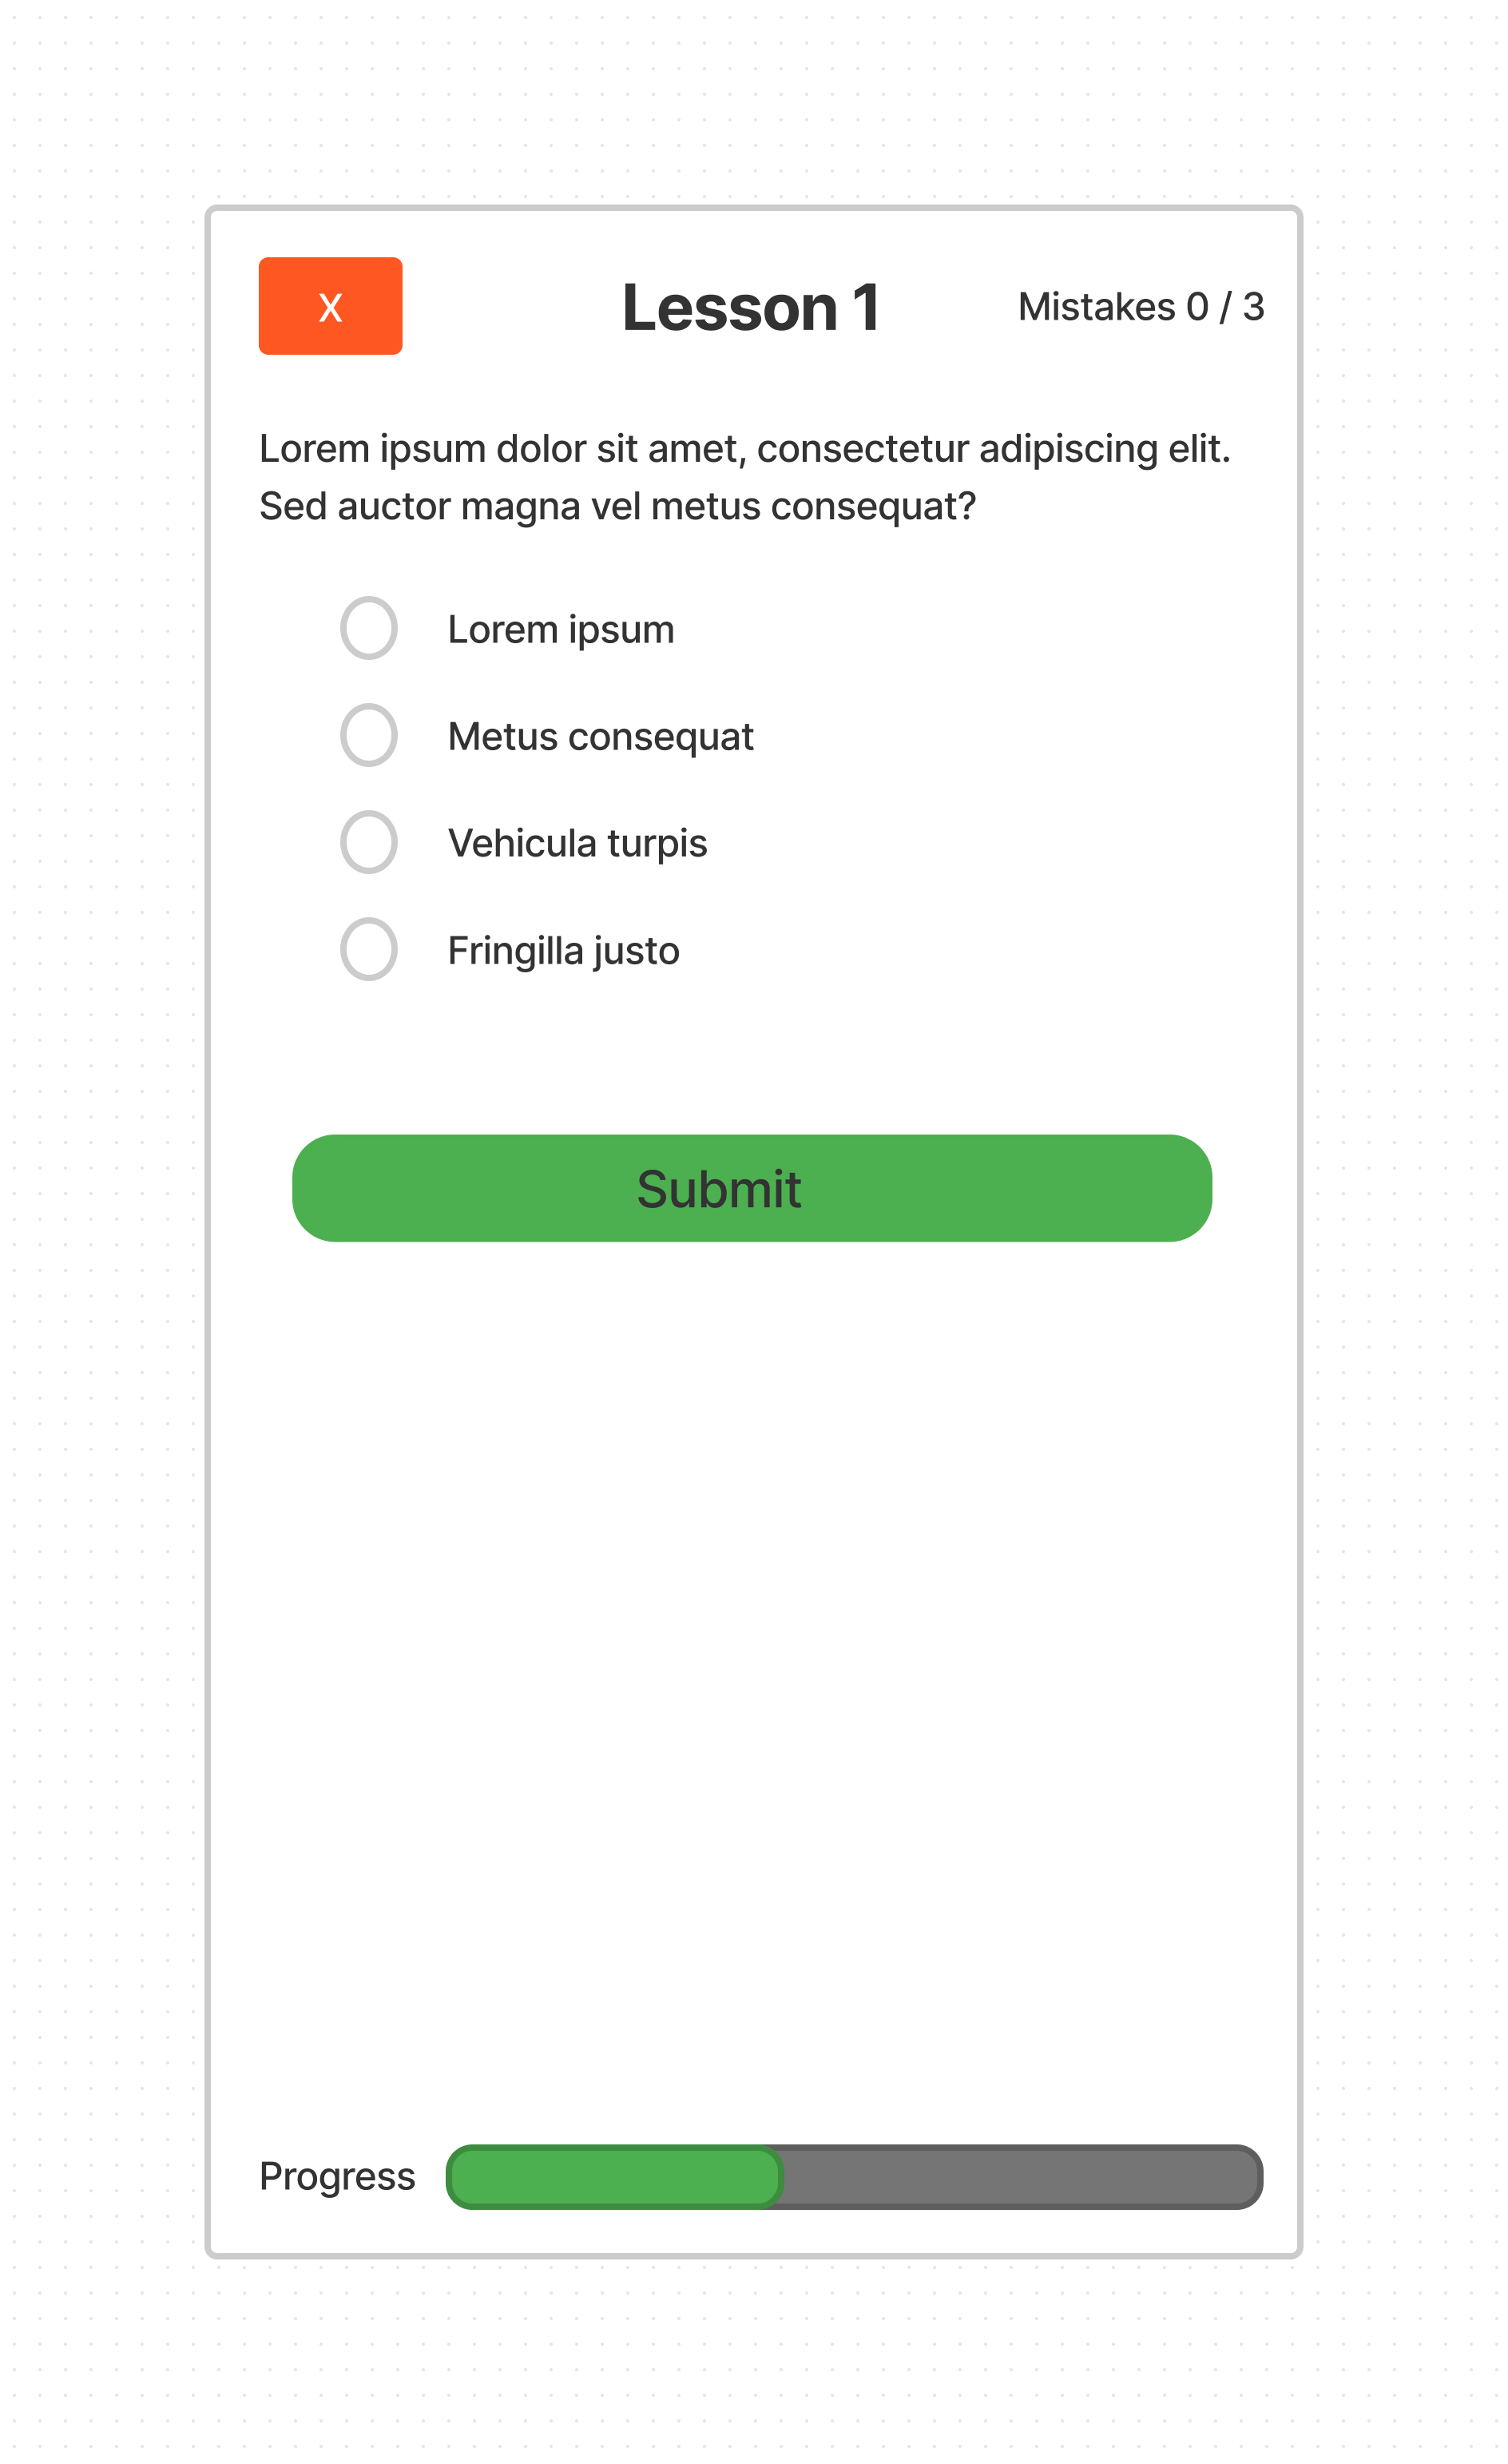 X
Lesson 1
Mistakes 0 / 3
Lorem ipsum dolor sit amet, consectetur adipiscing elit.
Sed auctor magna vel metus consequat?
Lorem ipsum
Metus consequat
Vehicula turpis
Fringilla justo
Submit
Progress